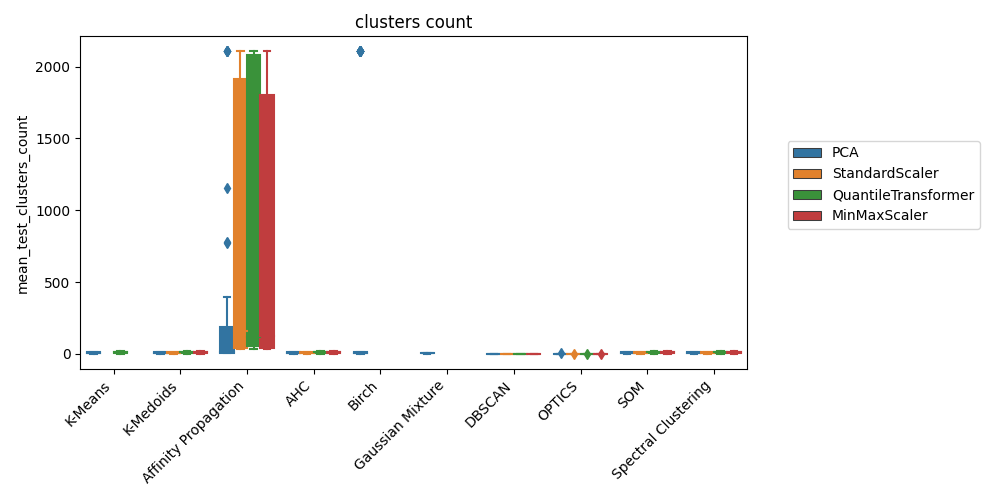 clusters count
mean_test_clusters_count
2000
1500
1000
500
0
K-Means
K-Medoids
Affinity Propagation
AHC
Birch
Gaussian Mixture
DBSCAN
OPTICS
SOM
Spectral Clustering
PCA
StandardScaler
QuantileTransformer
MinMaxScaler